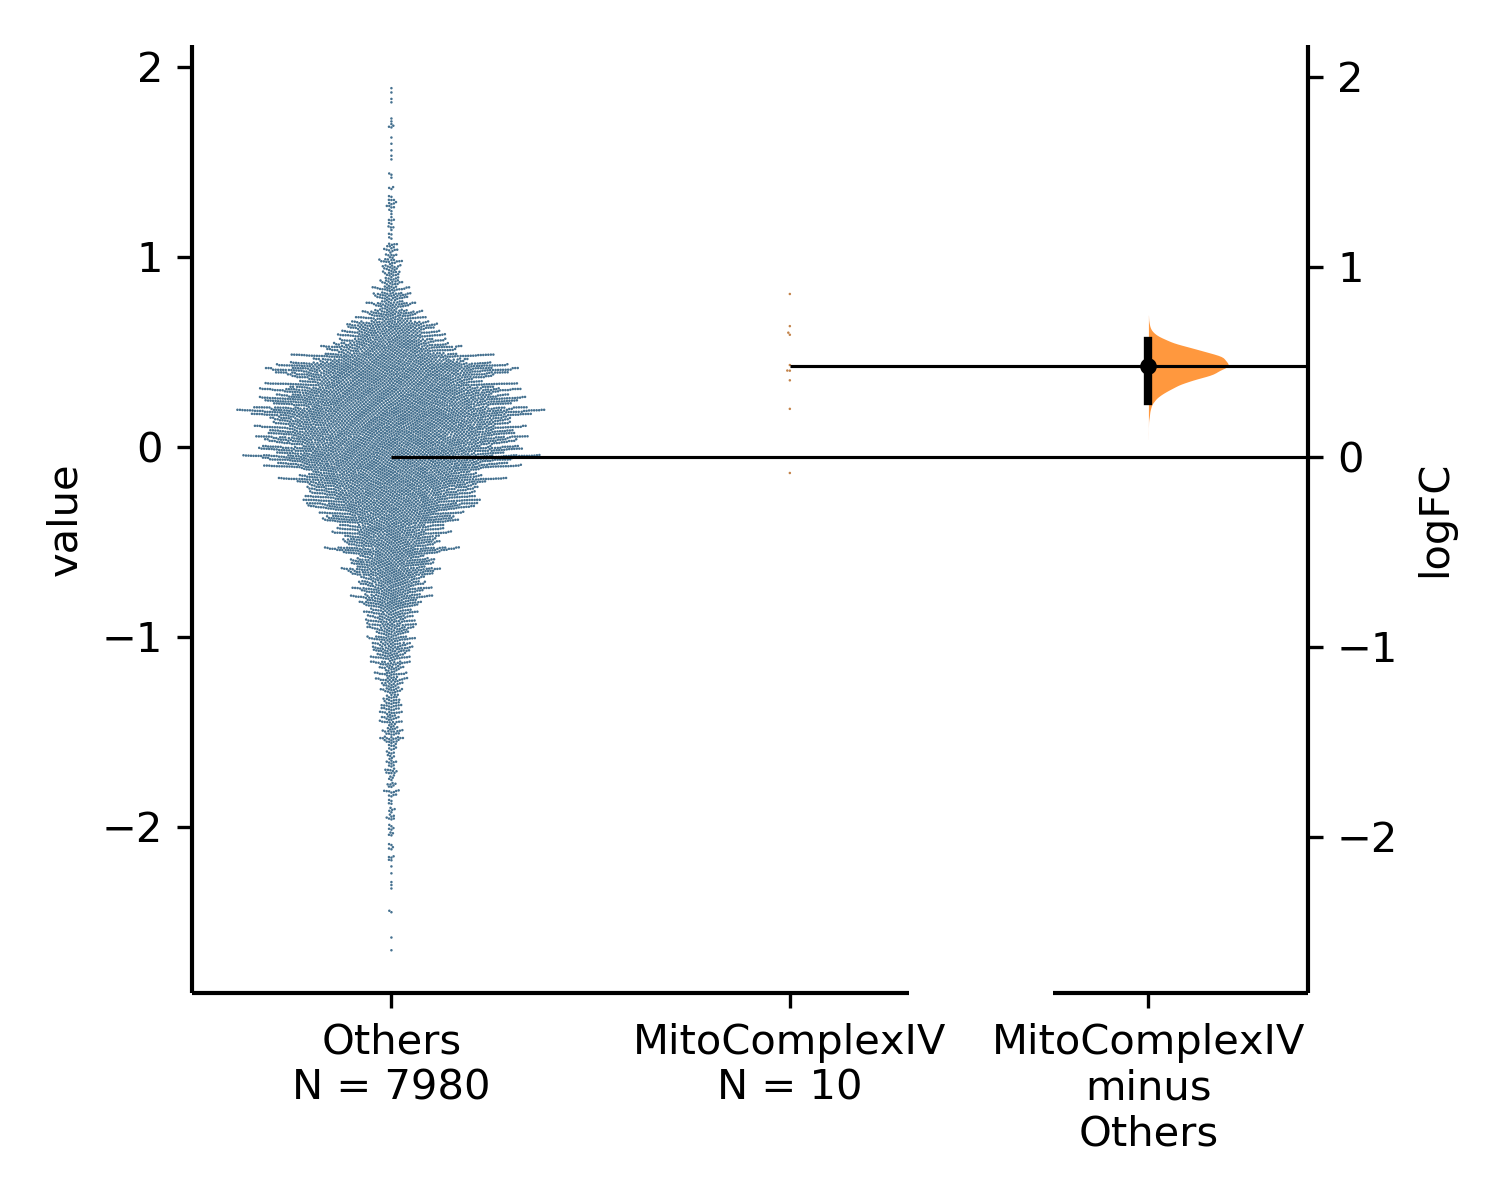 2
1
0
−1
−2
value
2
1
0
−1
−2
logFC
Others
N = 7980
MitoComplexIV
N = 10
MitoComplexIV
minus
Others